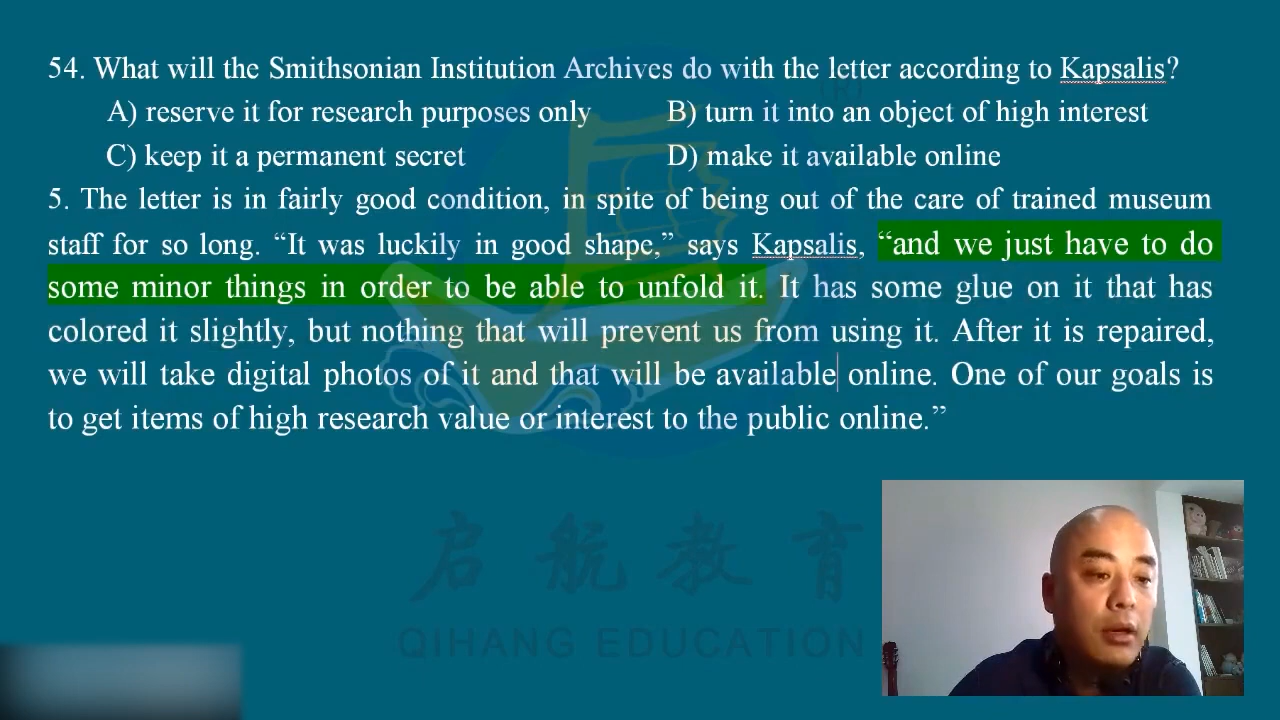 54. What will the Smithsonian Institution Archives do with the letter according to Kapsalis?
A) reserve it for research purposes only B) turn it into an object of high interest
C) keep it a permanent secret D) make it available online
5. The letter is in fairly good condition, in spite of being out of the care of trained museum
staff for so long. “It was luckily in good shape,” says Kapsalis, “and we just have to do
some minor things in order to be able to unfold it. It has some glue on it that has
colored it slightly, but nothing that will prevent us from using it. After it is repaired,
we will take digital photos of it and that will be available online. One of our goals is
to get items of high research value or interest to the public online.”
启航教育
QIHANG EDUCATION